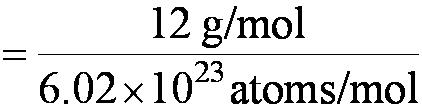 = 12 g/mol
6.02×10²³ atoms/mol